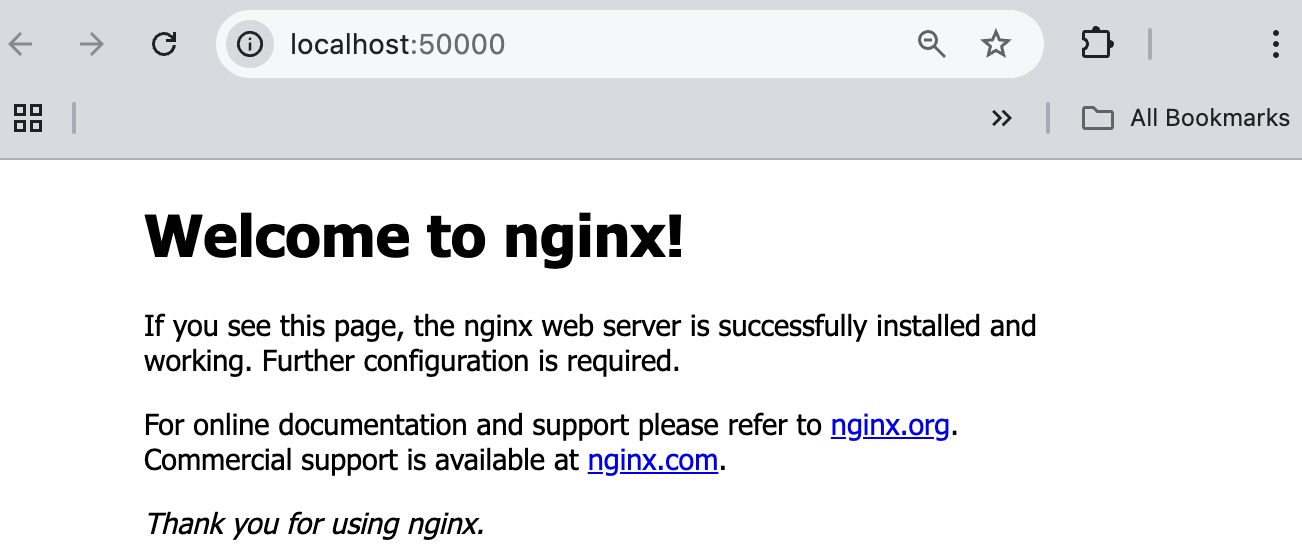 localhost:50000
All Bookmarks
Welcome to nginx!
If you see this page, the nginx web server is successfully installed and
working. Further configuration is required.
For online documentation and support please refer to nginx.org.
Commercial support is available at nginx.com.
Thank you for using nginx.